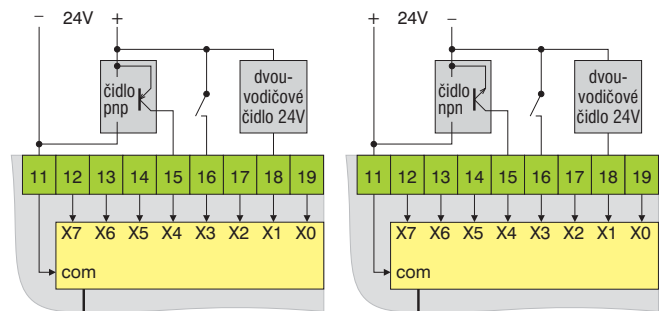 − 24V +
čidlo
pnp
dvou-
vodičové
čidlo 24V
11 12 13 14 15 16 17 18 19
X7 X6 X5 X4 X3 X2 X1 X0
com
+ 24V −
čidlo
npn
dvou-
vodičové
čidlo 24V
11 12 13 14 15 16 17 18 19
X7 X6 X5 X4 X3 X2 X1 X0
com